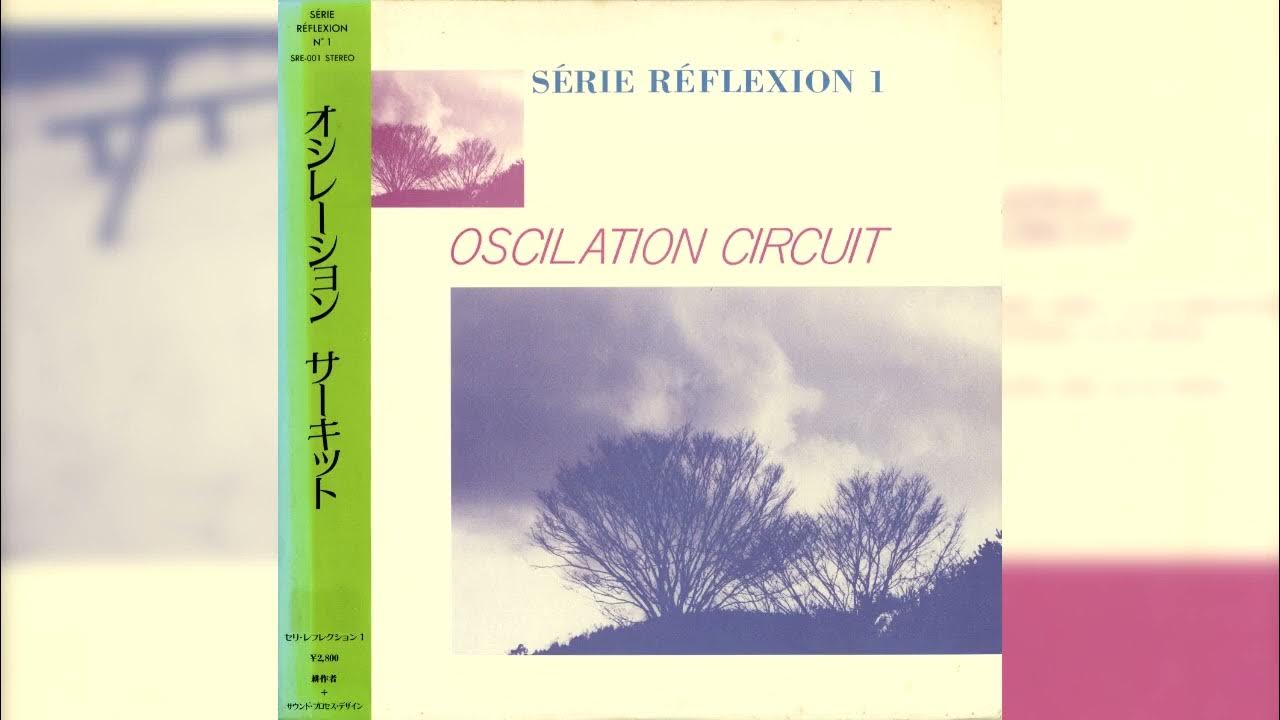 SÉRIE
RÉFLEXION
N° 1
SRE-001 STEREO
オシレーション サーキット
セリ・レフレクション 1
¥2,800
耕作者
+
サウンド・プロセス・デザイン
SÉRIE RÉFLEXION 1
OSCILATION CIRCUIT